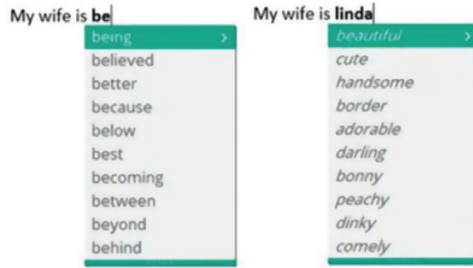 My wife is be
being
believed
better
because
below
best
becoming
between
beyond
behind
My wife is linda
beautiful
cute
handsome
border
adorable
darling
bonny
peachy
dinky
comely